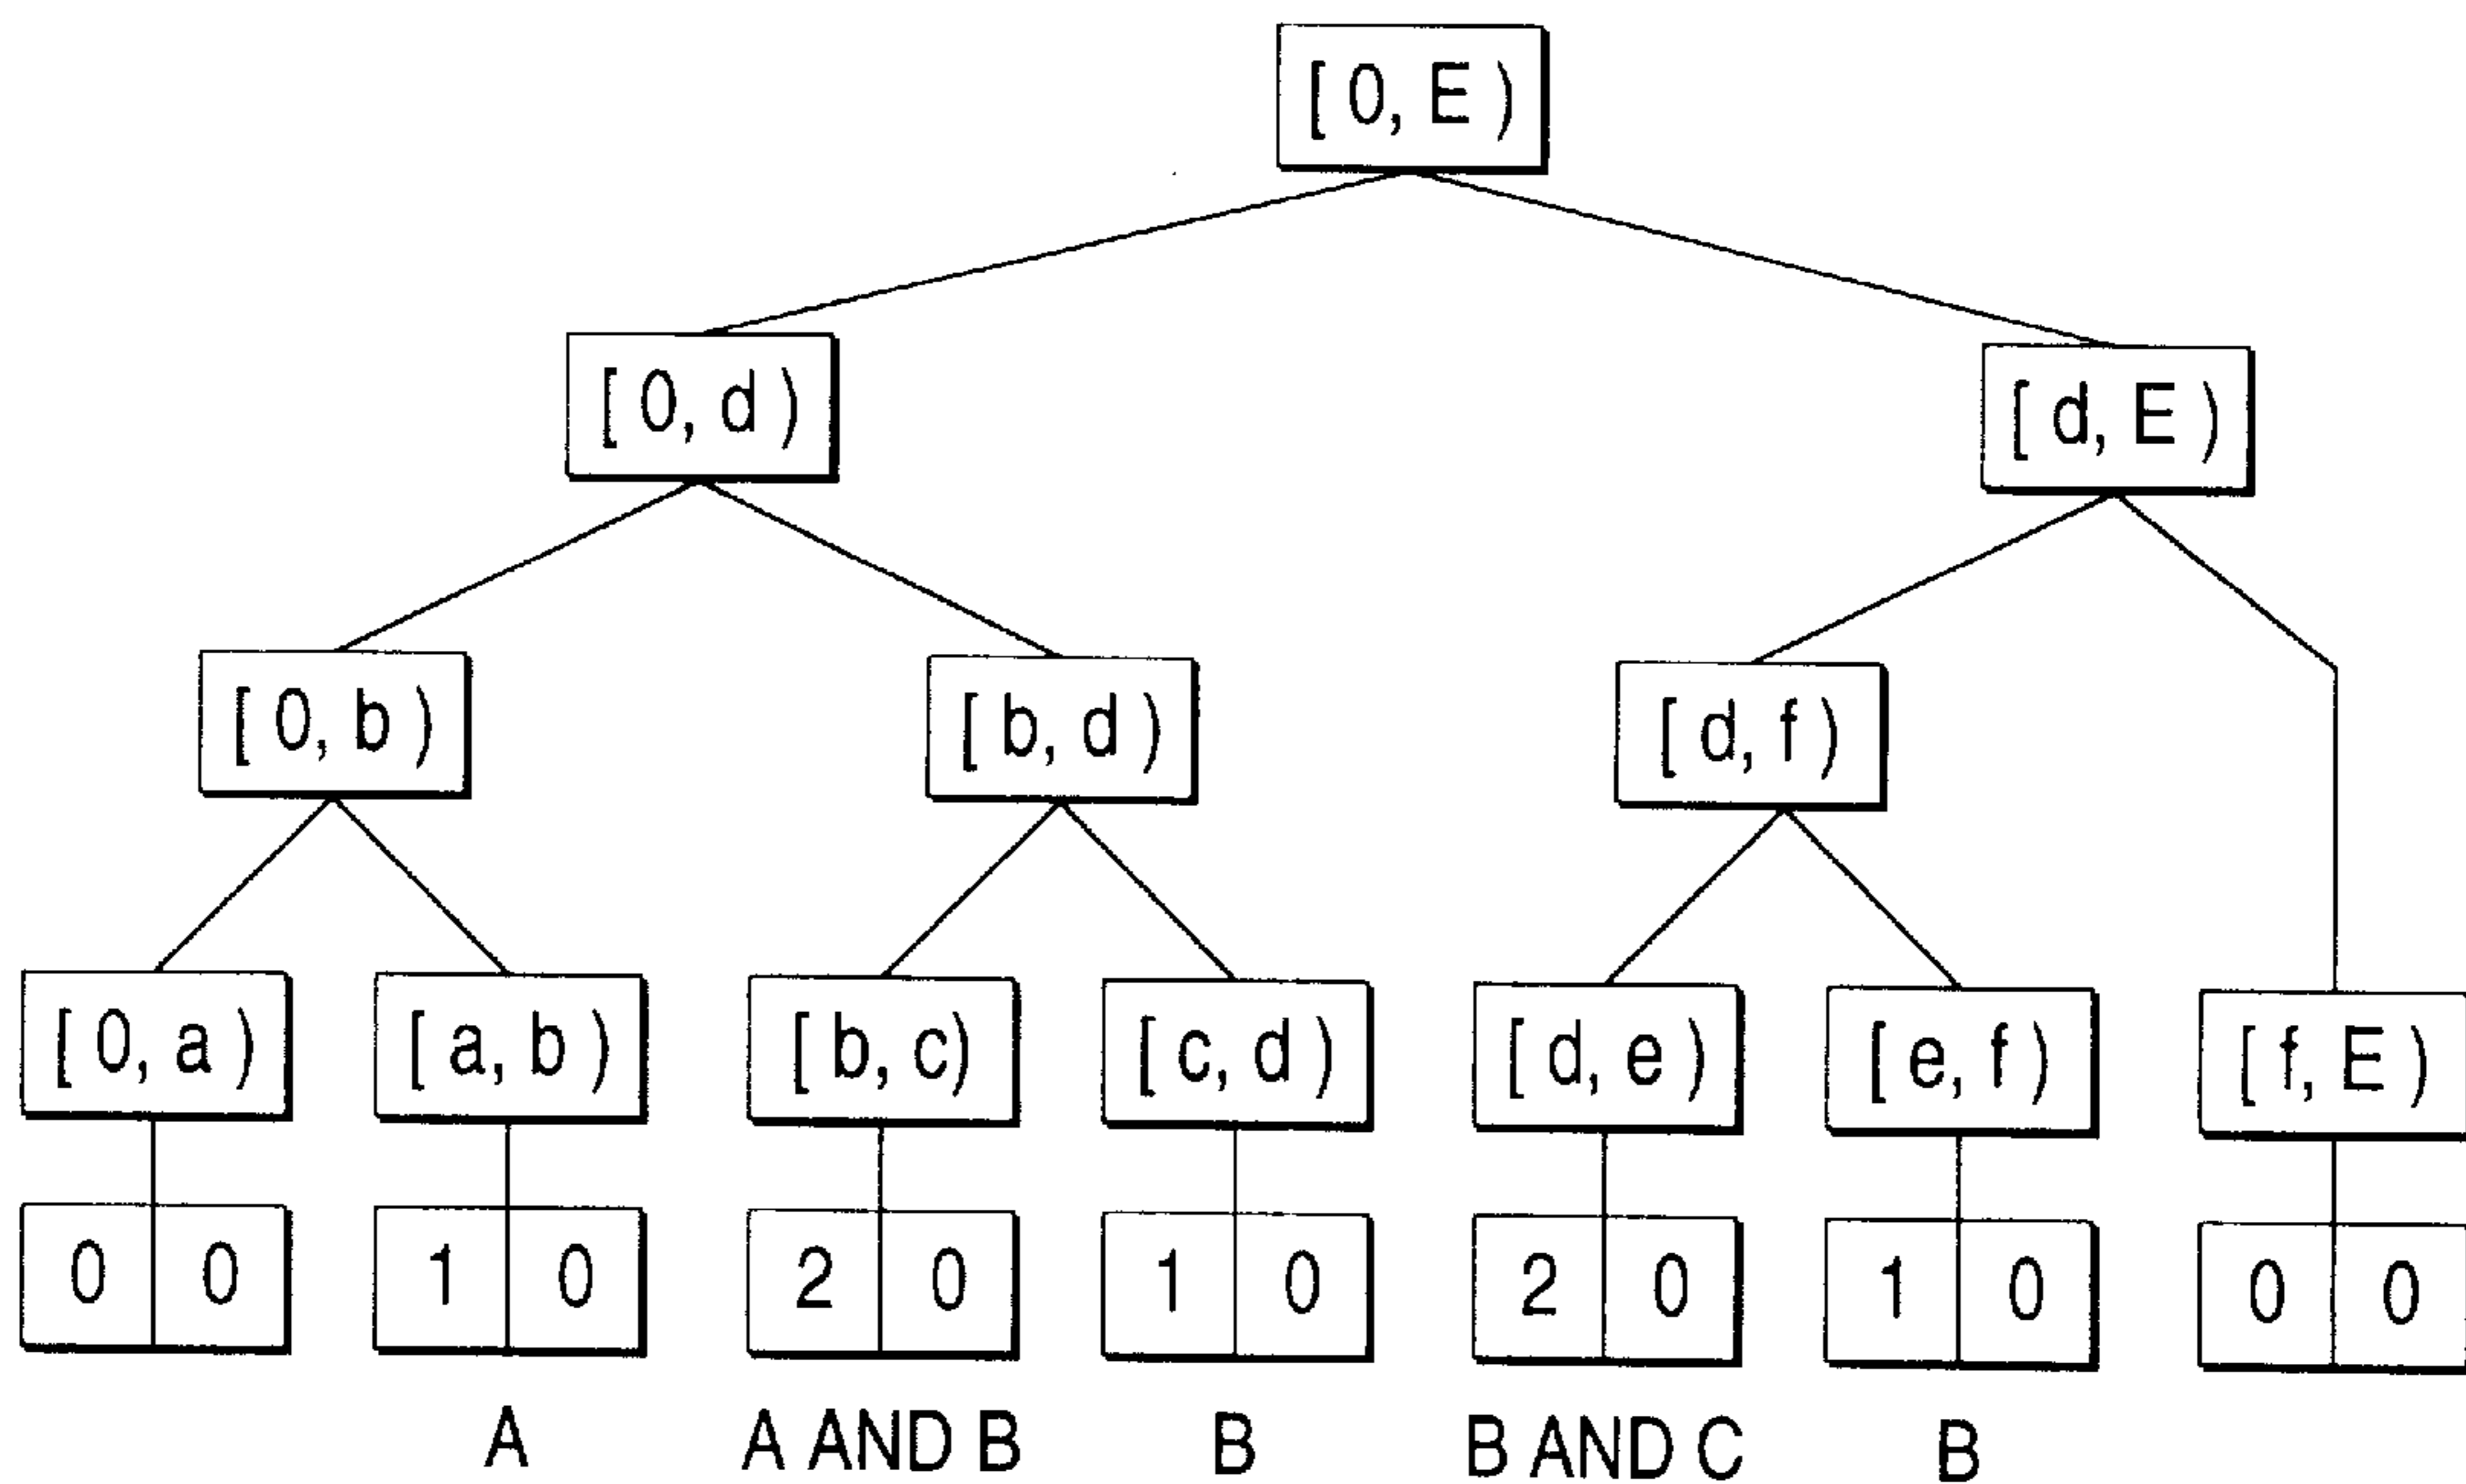 [ 0, E )
[ 0, d ) [ d, E )
[ 0, b ) [ b, d ) [ d, f )
[ 0, a ) [ a, b ) [ b, c) [ c, d ) [ d, e ) [ e, f ) [ f, E )
0 0 1 0 2 0 1 0 2 0 1 0 0 0
A A AND B B B AND C B